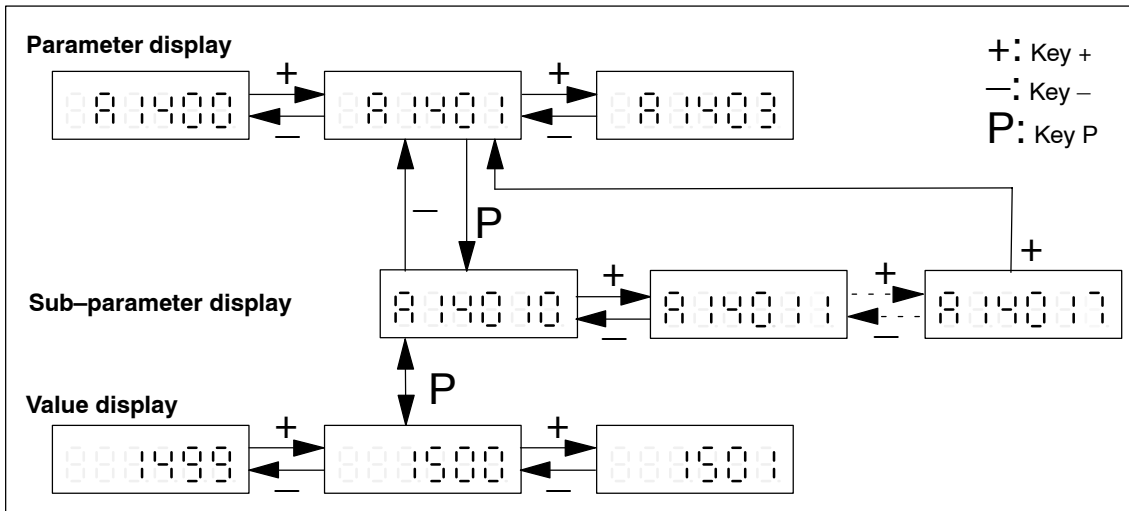 Parameter display
+: Key +
–: Key –
P: Key P
+ +
A1400 A1401 A1403
– –
– P +
Sub–parameter display
+ +
A14010 A14011 A14017
– –
P
Value display
+ +
1499 1500 1501
– –